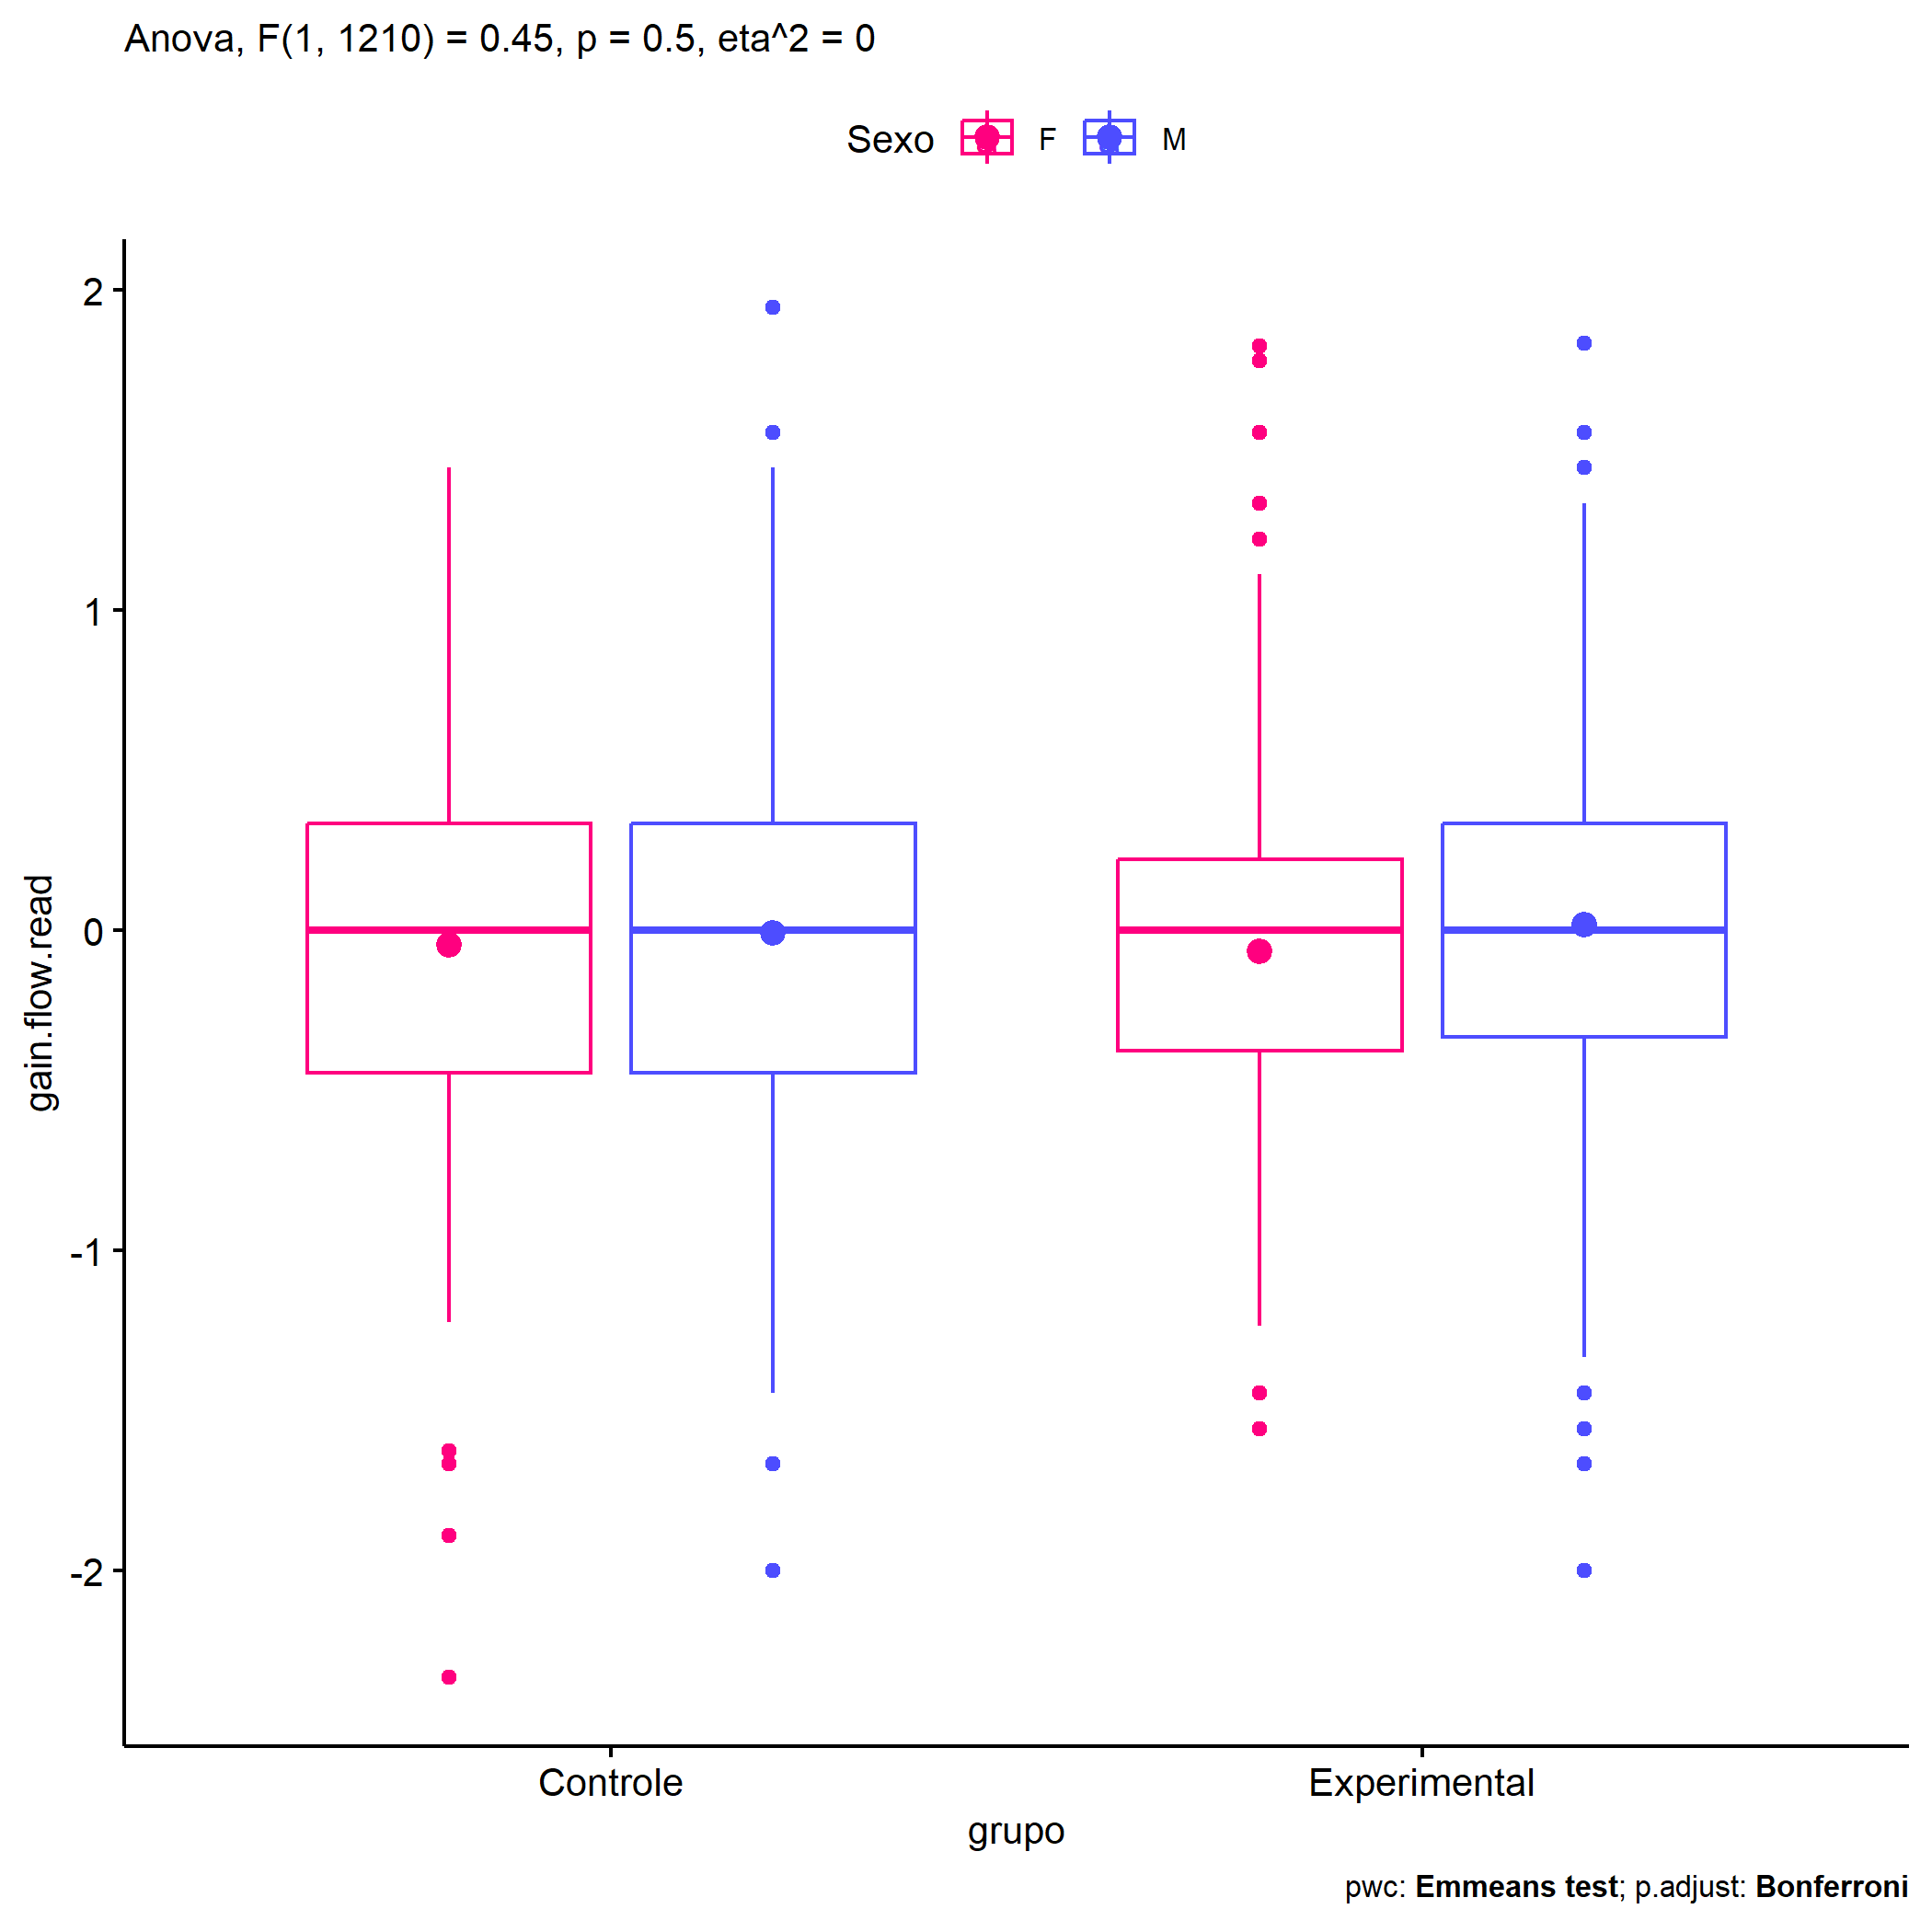 Anova, F(1, 1210) = 0.45, p = 0.5, eta^2 = 0
Sexo F M
2
1
0
-1
-2
gain.flow.read
Controle Experimental
grupo
pwc: Emmeans test; p.adjust: Bonferroni